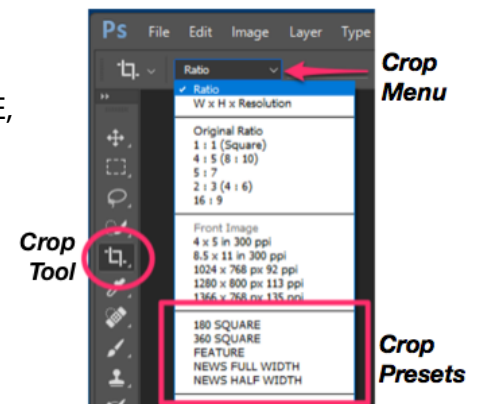 Ps File Edit Image Layer Type
Ratio
Crop
Menu
E,
✓ Ratio
W x H x Resolution
Original Ratio
1 : 1 (Square)
4 : 5 (8 : 10)
5 : 7
2 : 3 (4 : 6)
16 : 9
Front Image
4 x 5 in 300 ppi
8.5 x 11 in 300 ppi
1024 x 768 px 92 ppi
1280 x 800 px 113 ppi
1366 x 768 px 135 ppi
Crop
Tool
180 SQUARE
360 SQUARE
FEATURE
NEWS FULL WIDTH
NEWS HALF WIDTH
Crop
Presets